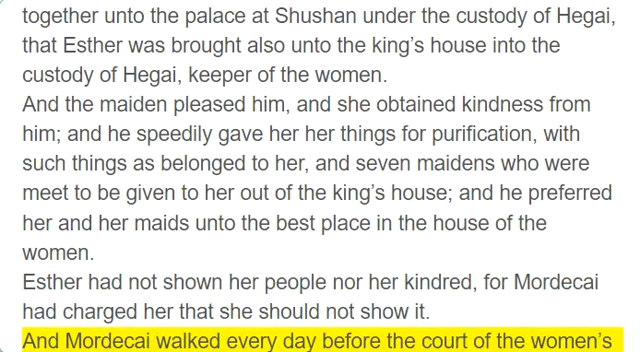 together unto the palace at Shushan under the custody of Hegai,
that Esther was brought also unto the king’s house into the
custody of Hegai, keeper of the women.
And the maiden pleased him, and she obtained kindness from
him; and he speedily gave her her things for purification, with
such things as belonged to her, and seven maidens who were
meet to be given to her out of the king’s house; and he preferred
her and her maids unto the best place in the house of the
women.
Esther had not shown her people nor her kindred, for Mordecai
had charged her that she should not show it.
And Mordecai walked every day before the court of the women’s